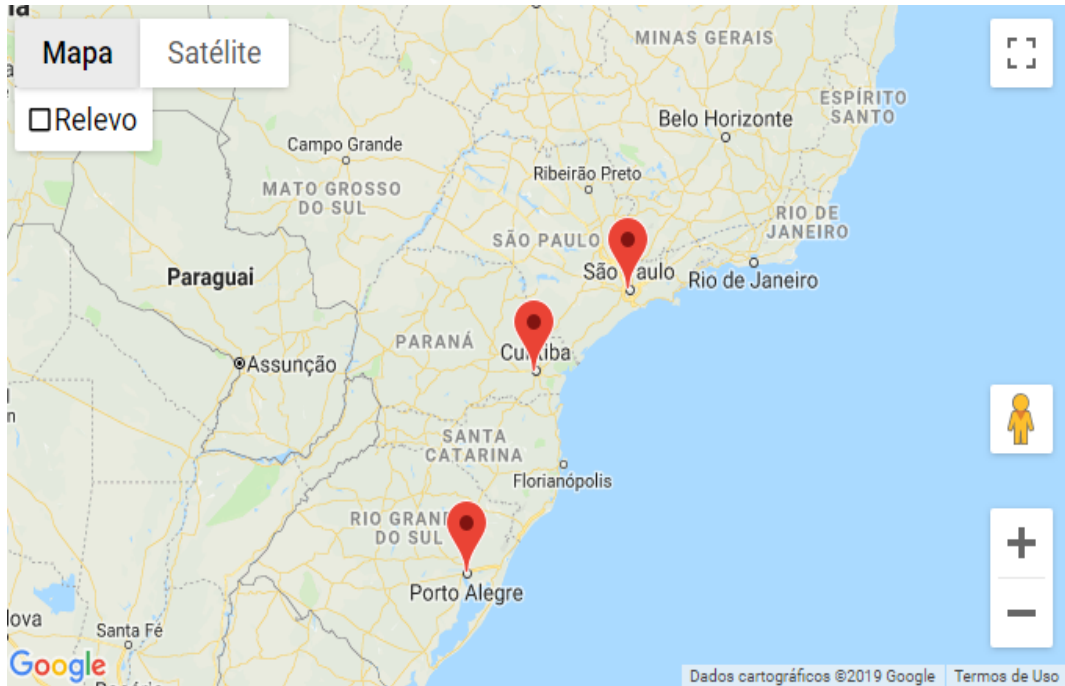 Mapa
Satélite
Relevo
MINAS GERAIS
ESPÍRITO
SANTO
Belo Horizonte
Campo Grande
Ribeirão Preto
MATO GROSSO
DO SUL
RIO DE
JANEIRO
SÃO PAULO
São Paulo
Rio de Janeiro
Paraguai
PARANÁ
Curitiba
Assunção
SANTA
CATARINA
Florianópolis
RIO GRAN
DO SUL
Porto Alegre
Santa Fé
Google
Dados cartográficos ©2019 Google
Termos de Uso